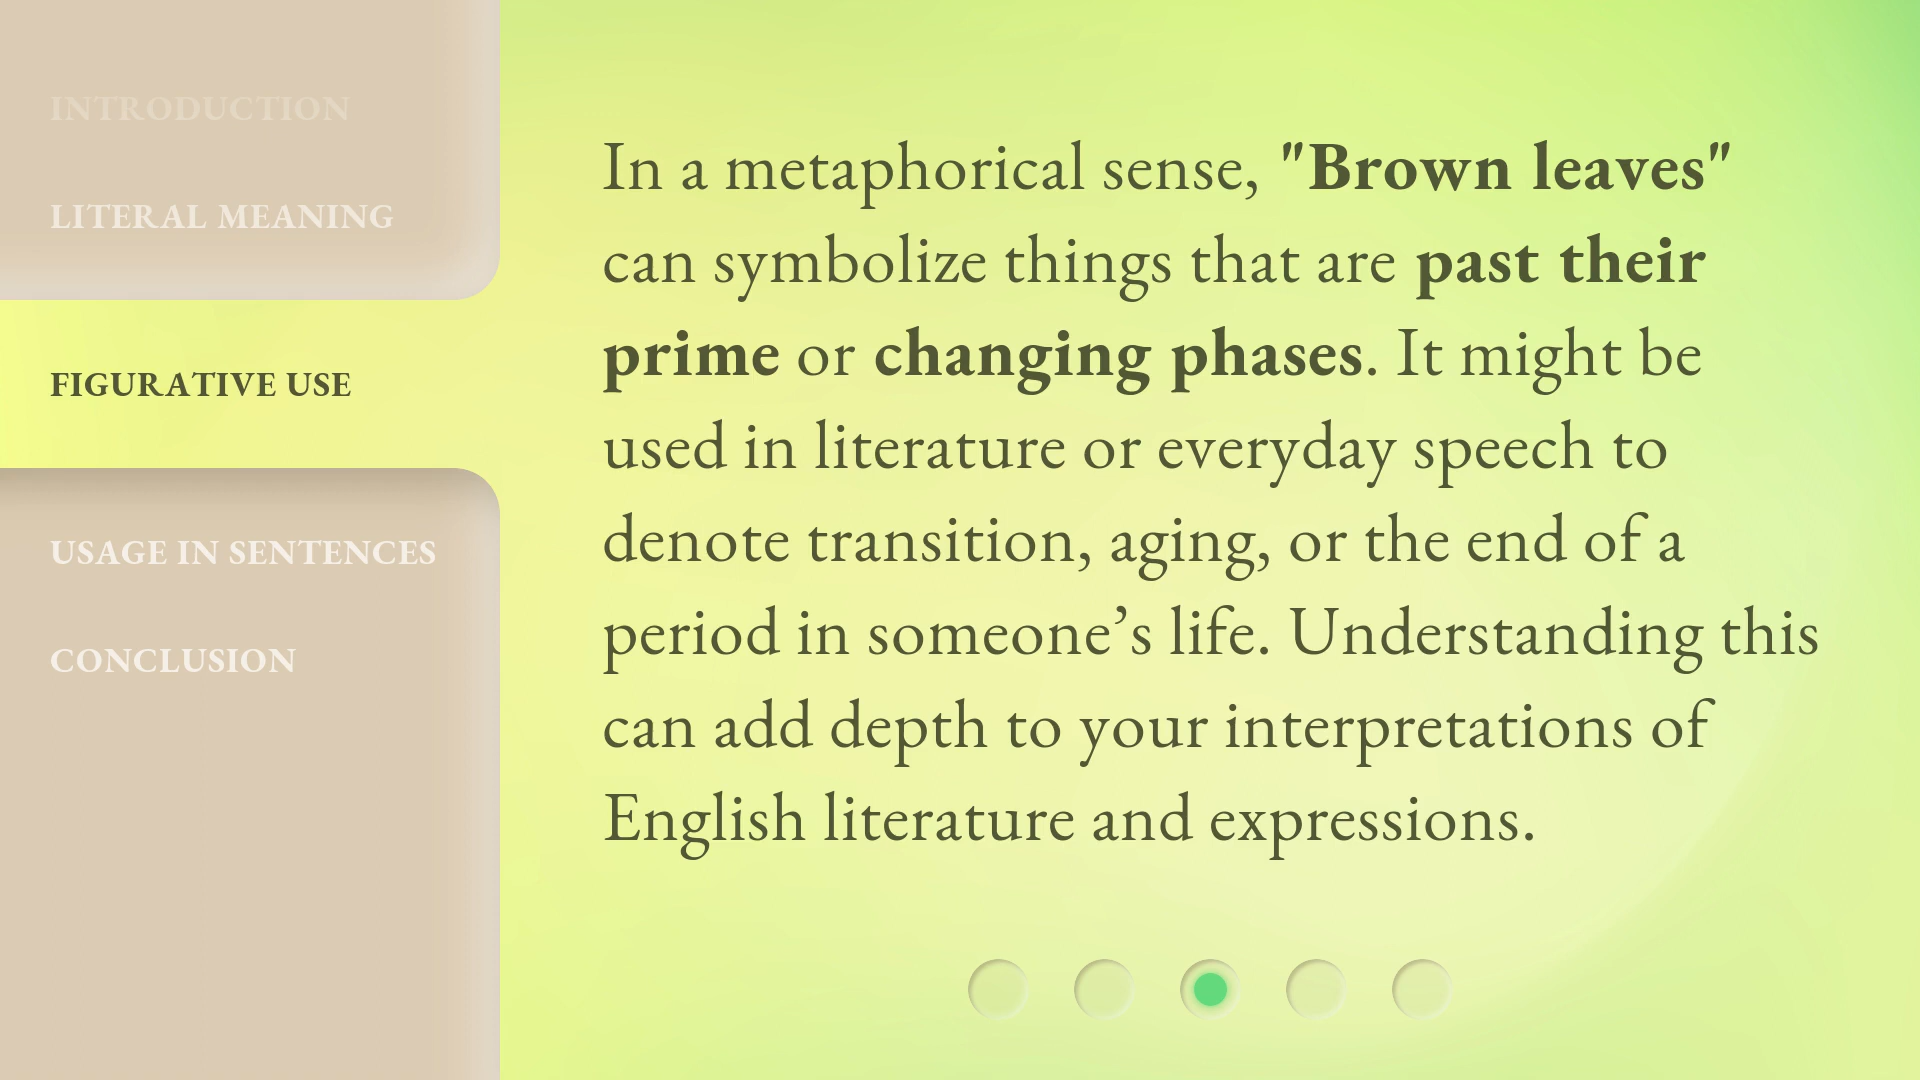 INTRODUCTION
LITERAL MEANING
FIGURATIVE USE
USAGE IN SENTENCES
CONCLUSION
In a metaphorical sense, "Brown leaves"
can symbolize things that are past their
prime or changing phases. It might be
used in literature or everyday speech to
denote transition, aging, or the end of a
period in someone’s life. Understanding this
can add depth to your interpretations of
English literature and expressions.